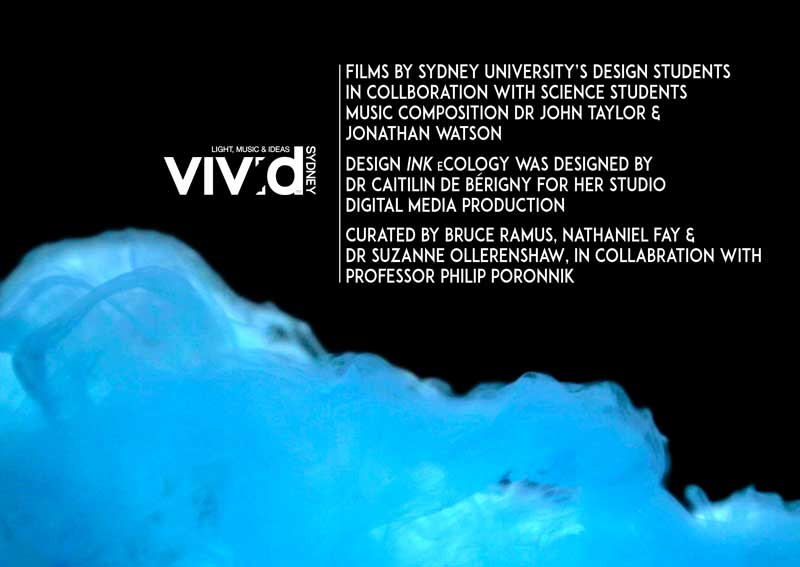 FILMS BY SYDNEY UNIVERSITY'S DESIGN STUDENTS
IN COLLBORATION WITH SCIENCE STUDENTS
MUSIC COMPOSITION DR JOHN TAYLOR &
JONATHAN WATSON
LIGHT, MUSIC & IDEAS
VIVID
SYDNEY
DESIGN INK ECOLOGY WAS DESIGNED BY
DR CAITILIN DE BÉRIGNY FOR HER STUDIO
DIGITAL MEDIA PRODUCTION
CURATED BY BRUCE RAMUS, NATHANIEL FAY &
DR SUZANNE OLLERENSHAW, IN COLLABRATION WITH
PROFESSOR PHILIP PORONNIK